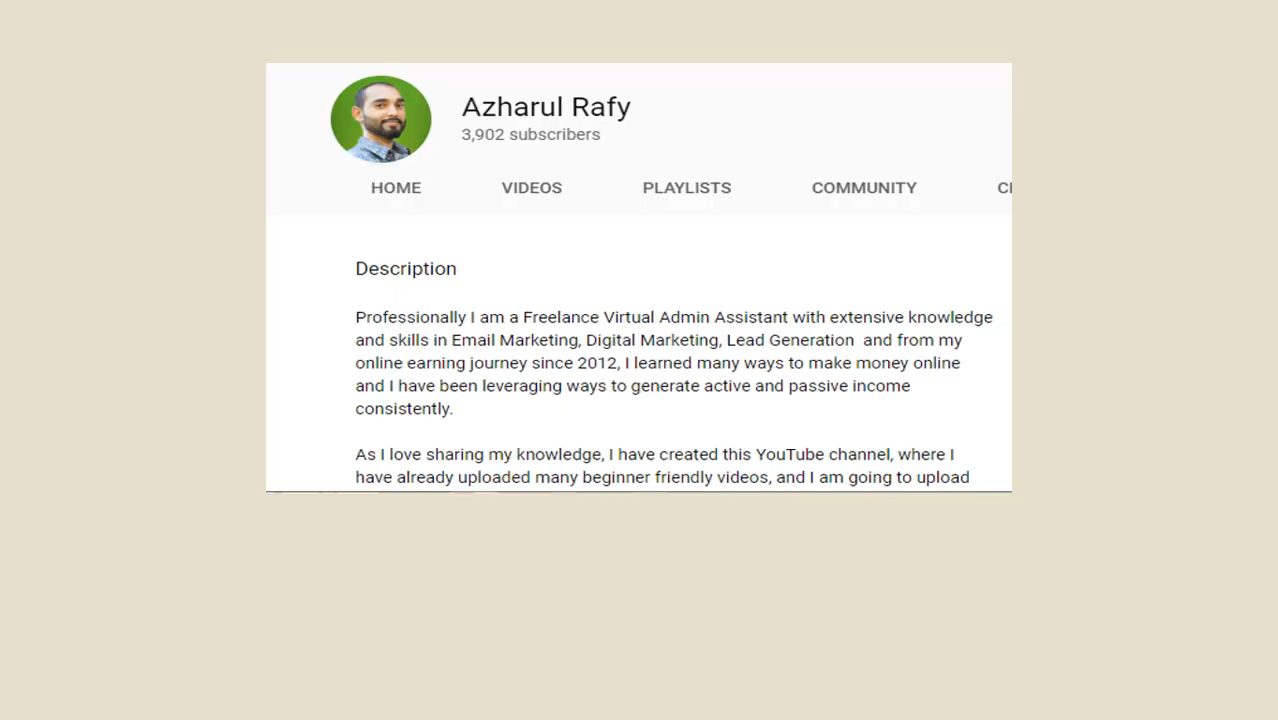 Azharul Rafy
3,902 subscribers
HOME VIDEOS PLAYLISTS COMMUNITY
Description
Professionally I am a Freelance Virtual Admin Assistant with extensive knowledge
and skills in Email Marketing, Digital Marketing, Lead Generation and from my
online earning journey since 2012, I learned many ways to make money online
and I have been leveraging ways to generate active and passive income
consistently.
As I love sharing my knowledge, I have created this YouTube channel, where I
have already uploaded many beginner friendly videos, and I am going to upload